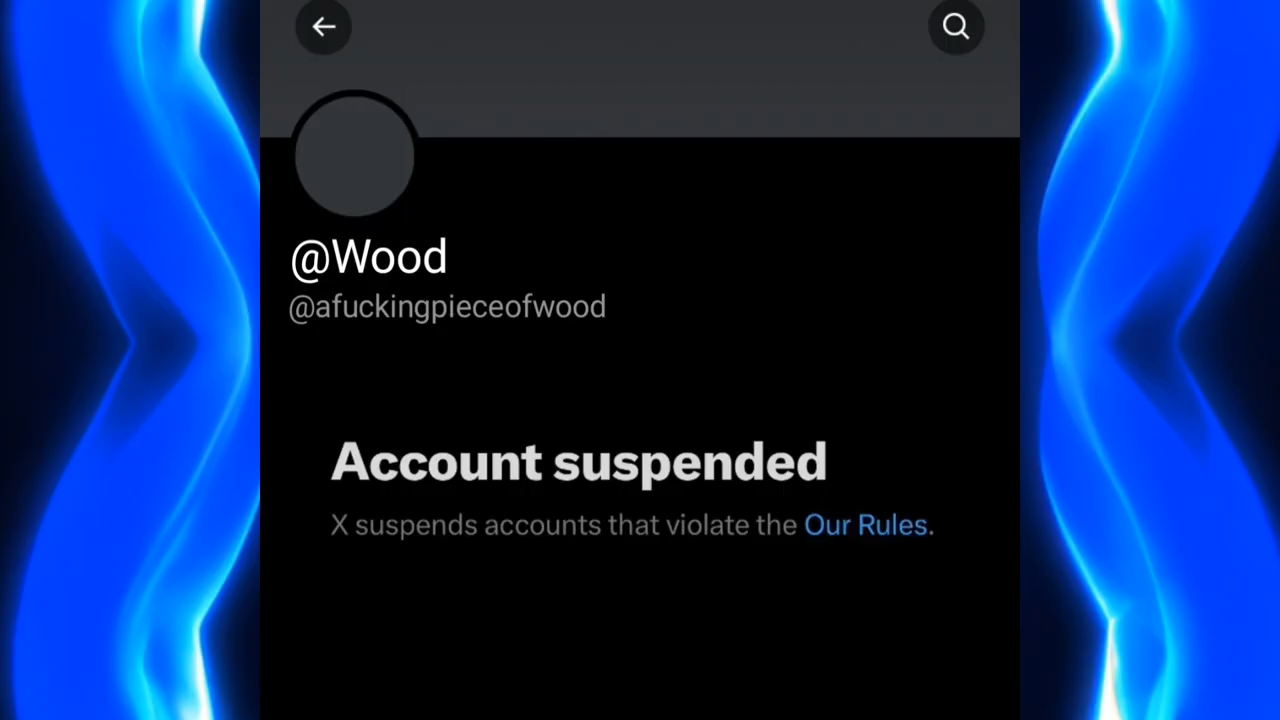 @Wood
@afuckingpieceofwood
Account suspended
X suspends accounts that violate the Our Rules.